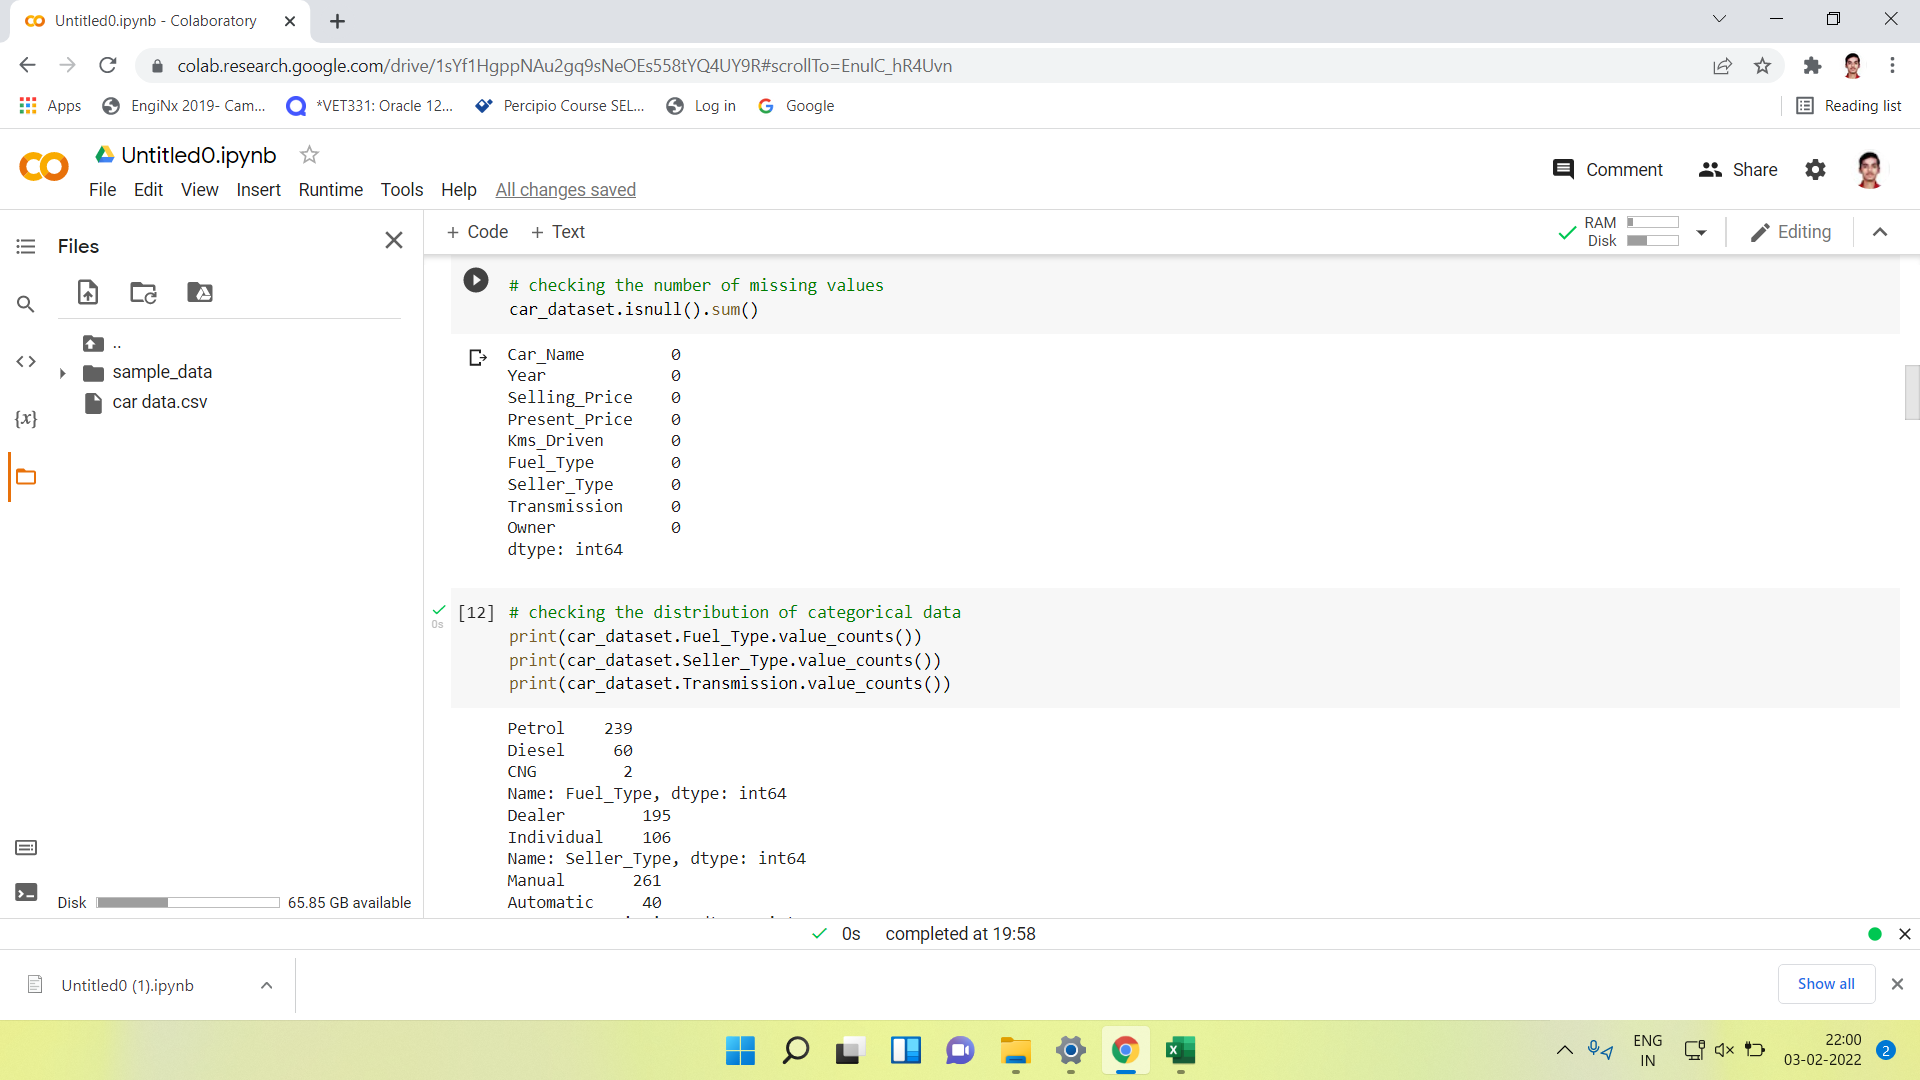 Untitled0.ipynb - Colaboratory
colab.research.google.com/drive/1sYf1HgppNAu2gq9sNeOEs558tYQ4UY9R#scrollTo=EnulC_hR4Uvn
Apps EngiNx 2019- Cam... *VET331: Oracle 12... Percipio Course SEL... Log in Google Reading list
Untitled0.ipynb
Comment Share
File Edit View Insert Runtime Tools Help All changes saved
Files
+ Code + Text
RAM
Disk
Editing
..
sample_data
car data.csv
{x}
Disk 65.85 GB available
# checking the number of missing values
car_dataset.isnull().sum()
Car_Name 0
Year 0
Selling_Price 0
Present_Price 0
Kms_Driven 0
Fuel_Type 0
Seller_Type 0
Transmission 0
Owner 0
dtype: int64
0s
[12] # checking the distribution of categorical data
print(car_dataset.Fuel_Type.value_counts())
print(car_dataset.Seller_Type.value_counts())
print(car_dataset.Transmission.value_counts())
Petrol 239
Diesel 60
CNG 2
Name: Fuel_Type, dtype: int64
Dealer 195
Individual 106
Name: Seller_Type, dtype: int64
Manual 261
Automatic 40
0s completed at 19:58
Untitled0 (1).ipynb
Show all
ENG
IN
22:00
03-02-2022
2